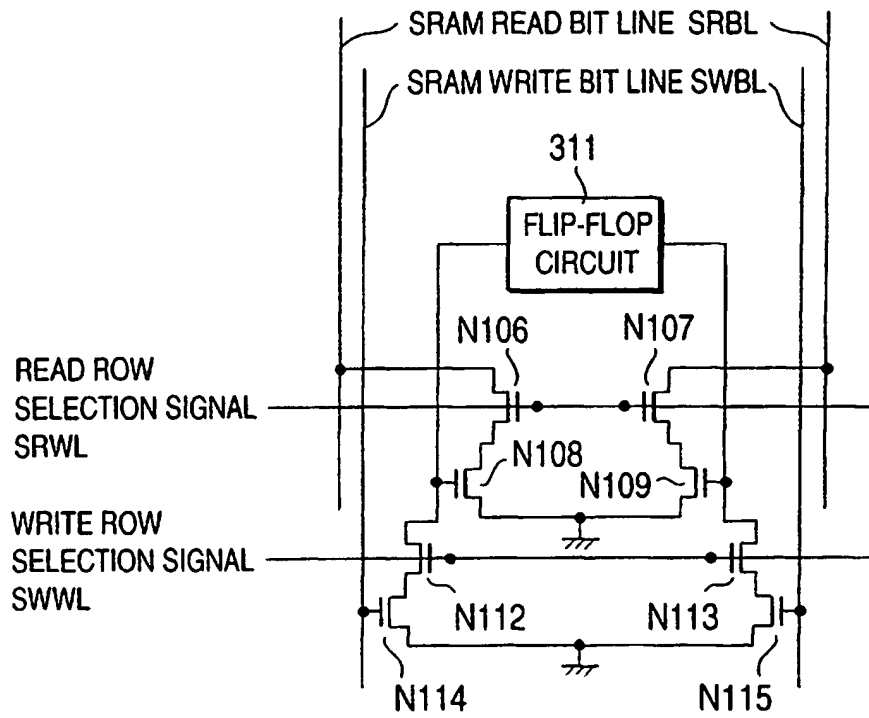 SRAM READ BIT LINE SRBL
SRAM WRITE BIT LINE SWBL
311
FLIP-FLOP
CIRCUIT
N106
N107
READ ROW
SELECTION SIGNAL
SRWL
N108
N109
WRITE ROW
SELECTION SIGNAL
SWWL
N112
N113
N114
N115